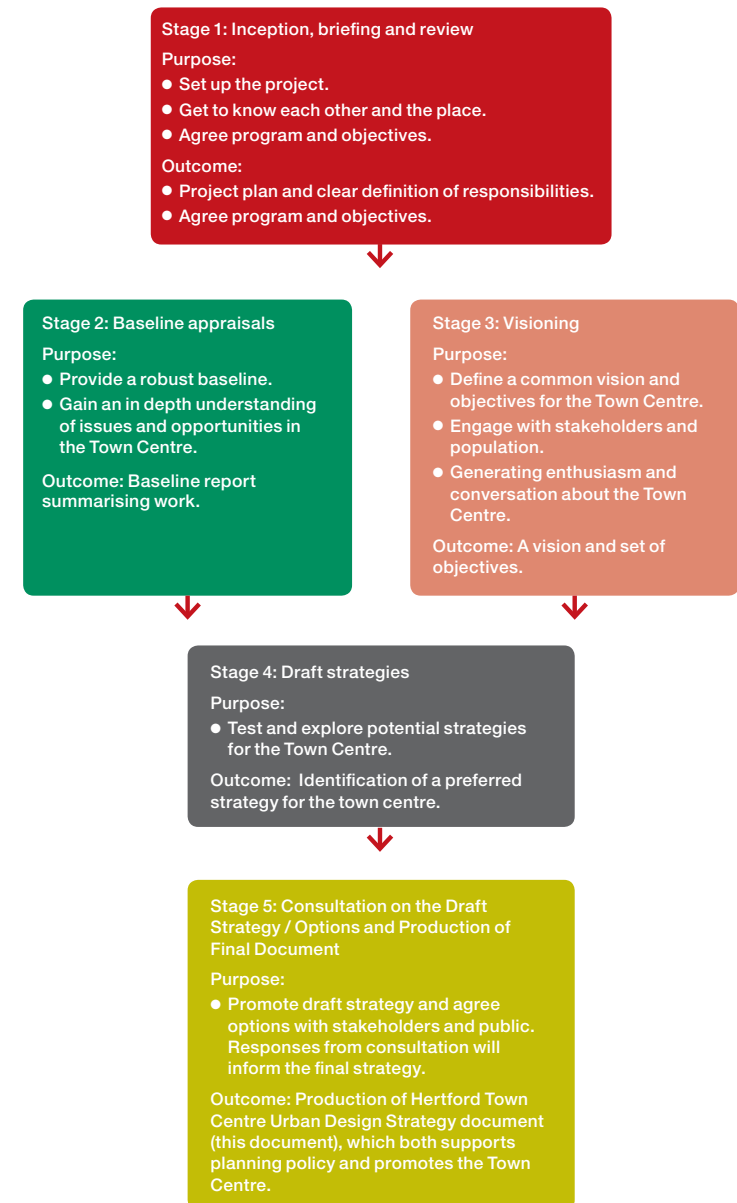 Stage 1: Inception, briefing and review
Purpose:
● Set up the project.
● Get to know each other and the place.
● Agree program and objectives.
Outcome:
● Project plan and clear definition of responsibilities.
● Agree program and objectives.
Stage 2: Baseline appraisals
Purpose:
● Provide a robust baseline.
● Gain an in depth understanding
of issues and opportunities in
the Town Centre.
Outcome: Baseline report
summarising work.
Stage 3: Visioning
Purpose:
● Define a common vision and
objectives for the Town Centre.
● Engage with stakeholders and
population.
● Generating enthusiasm and
conversation about the Town
Centre.
Outcome: A vision and set of
objectives.
Stage 4: Draft strategies
Purpose:
● Test and explore potential strategies
for the Town Centre.
Outcome: Identification of a preferred
strategy for the town centre.
Stage 5: Consultation on the Draft
Strategy / Options and Production of
Final Document
Purpose:
● Promote draft strategy and agree
options with stakeholders and public.
Responses from consultation will
inform the final strategy.
Outcome: Production of Hertford Town
Centre Urban Design Strategy document
(this document), which both supports
planning policy and promotes the Town
Centre.